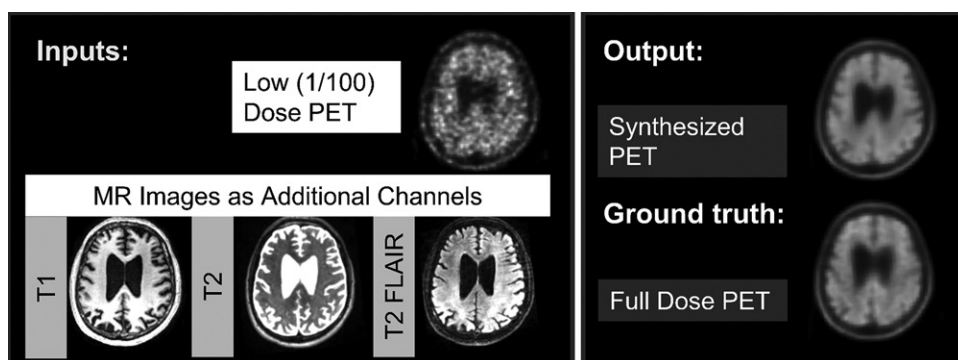 Inputs:
Low (1/100)
Dose PET
MR Images as Additional Channels
T1
T2
T2 FLAIR
Output:
Synthesized
PET
Ground truth:
Full Dose PET